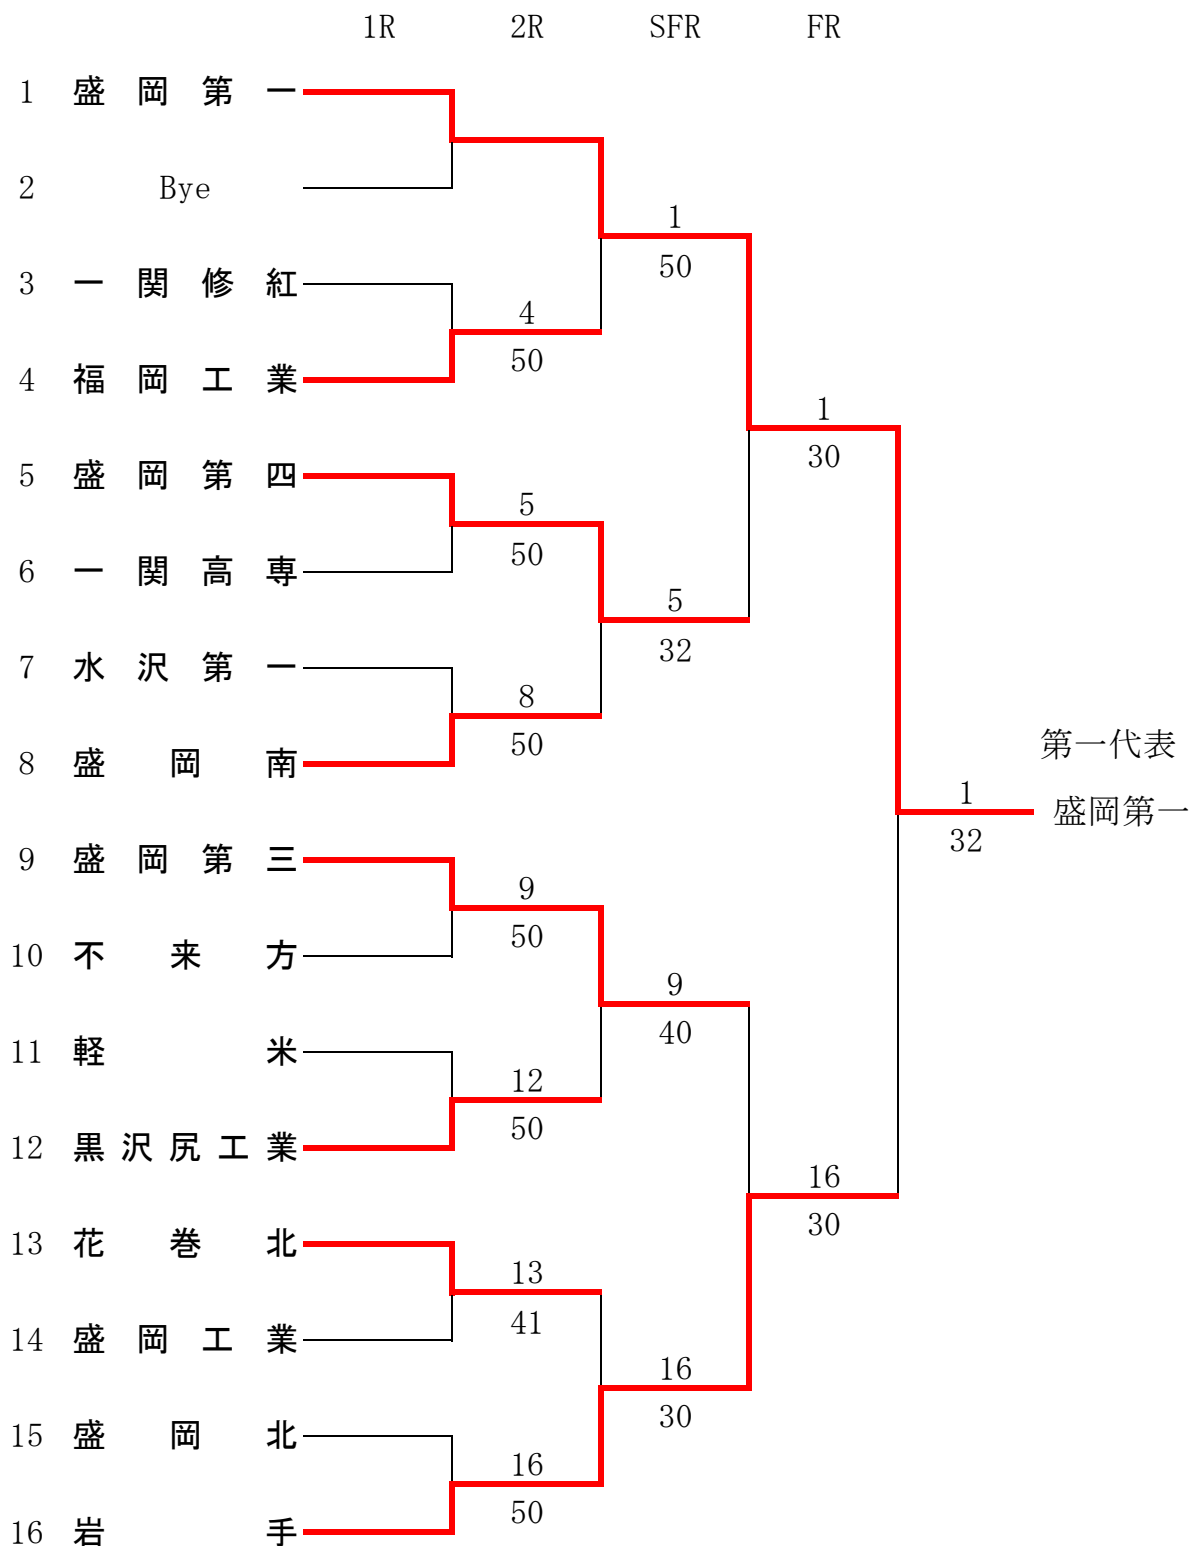 1R 2R SFR FR
1 盛岡第一
2 Bye
1
50
3 一関修紅
4
50
4 福岡工業
1
30
5 盛岡第四
5
50
6 一関高専
5
32
7 水沢第一
8
50
8 盛岡南
第一代表
1 盛岡第一
32
9 盛岡第三
9
50
10 不来方
9
40
11 軽米
12
50
12 黒沢尻工業
16
30
13 花巻北
13
41
14 盛岡工業
16
30
15 盛岡北
16
50
16 岩手